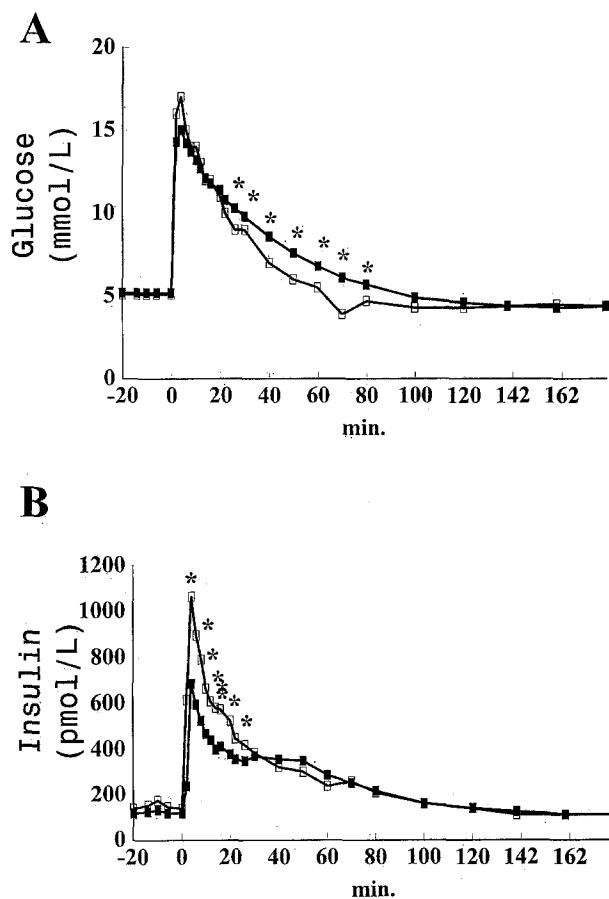 A
Glucose
(mmol/L)
20
15
10
5
0
* * * * * * *
-20 0 20 40 60 80 100 120 142 162
min.
B
Insulin
(pmol/L)
1200
1000
800
600
400
200
0
* * * * * * *
-20 0 20 40 60 80 100 120 142 162
min.